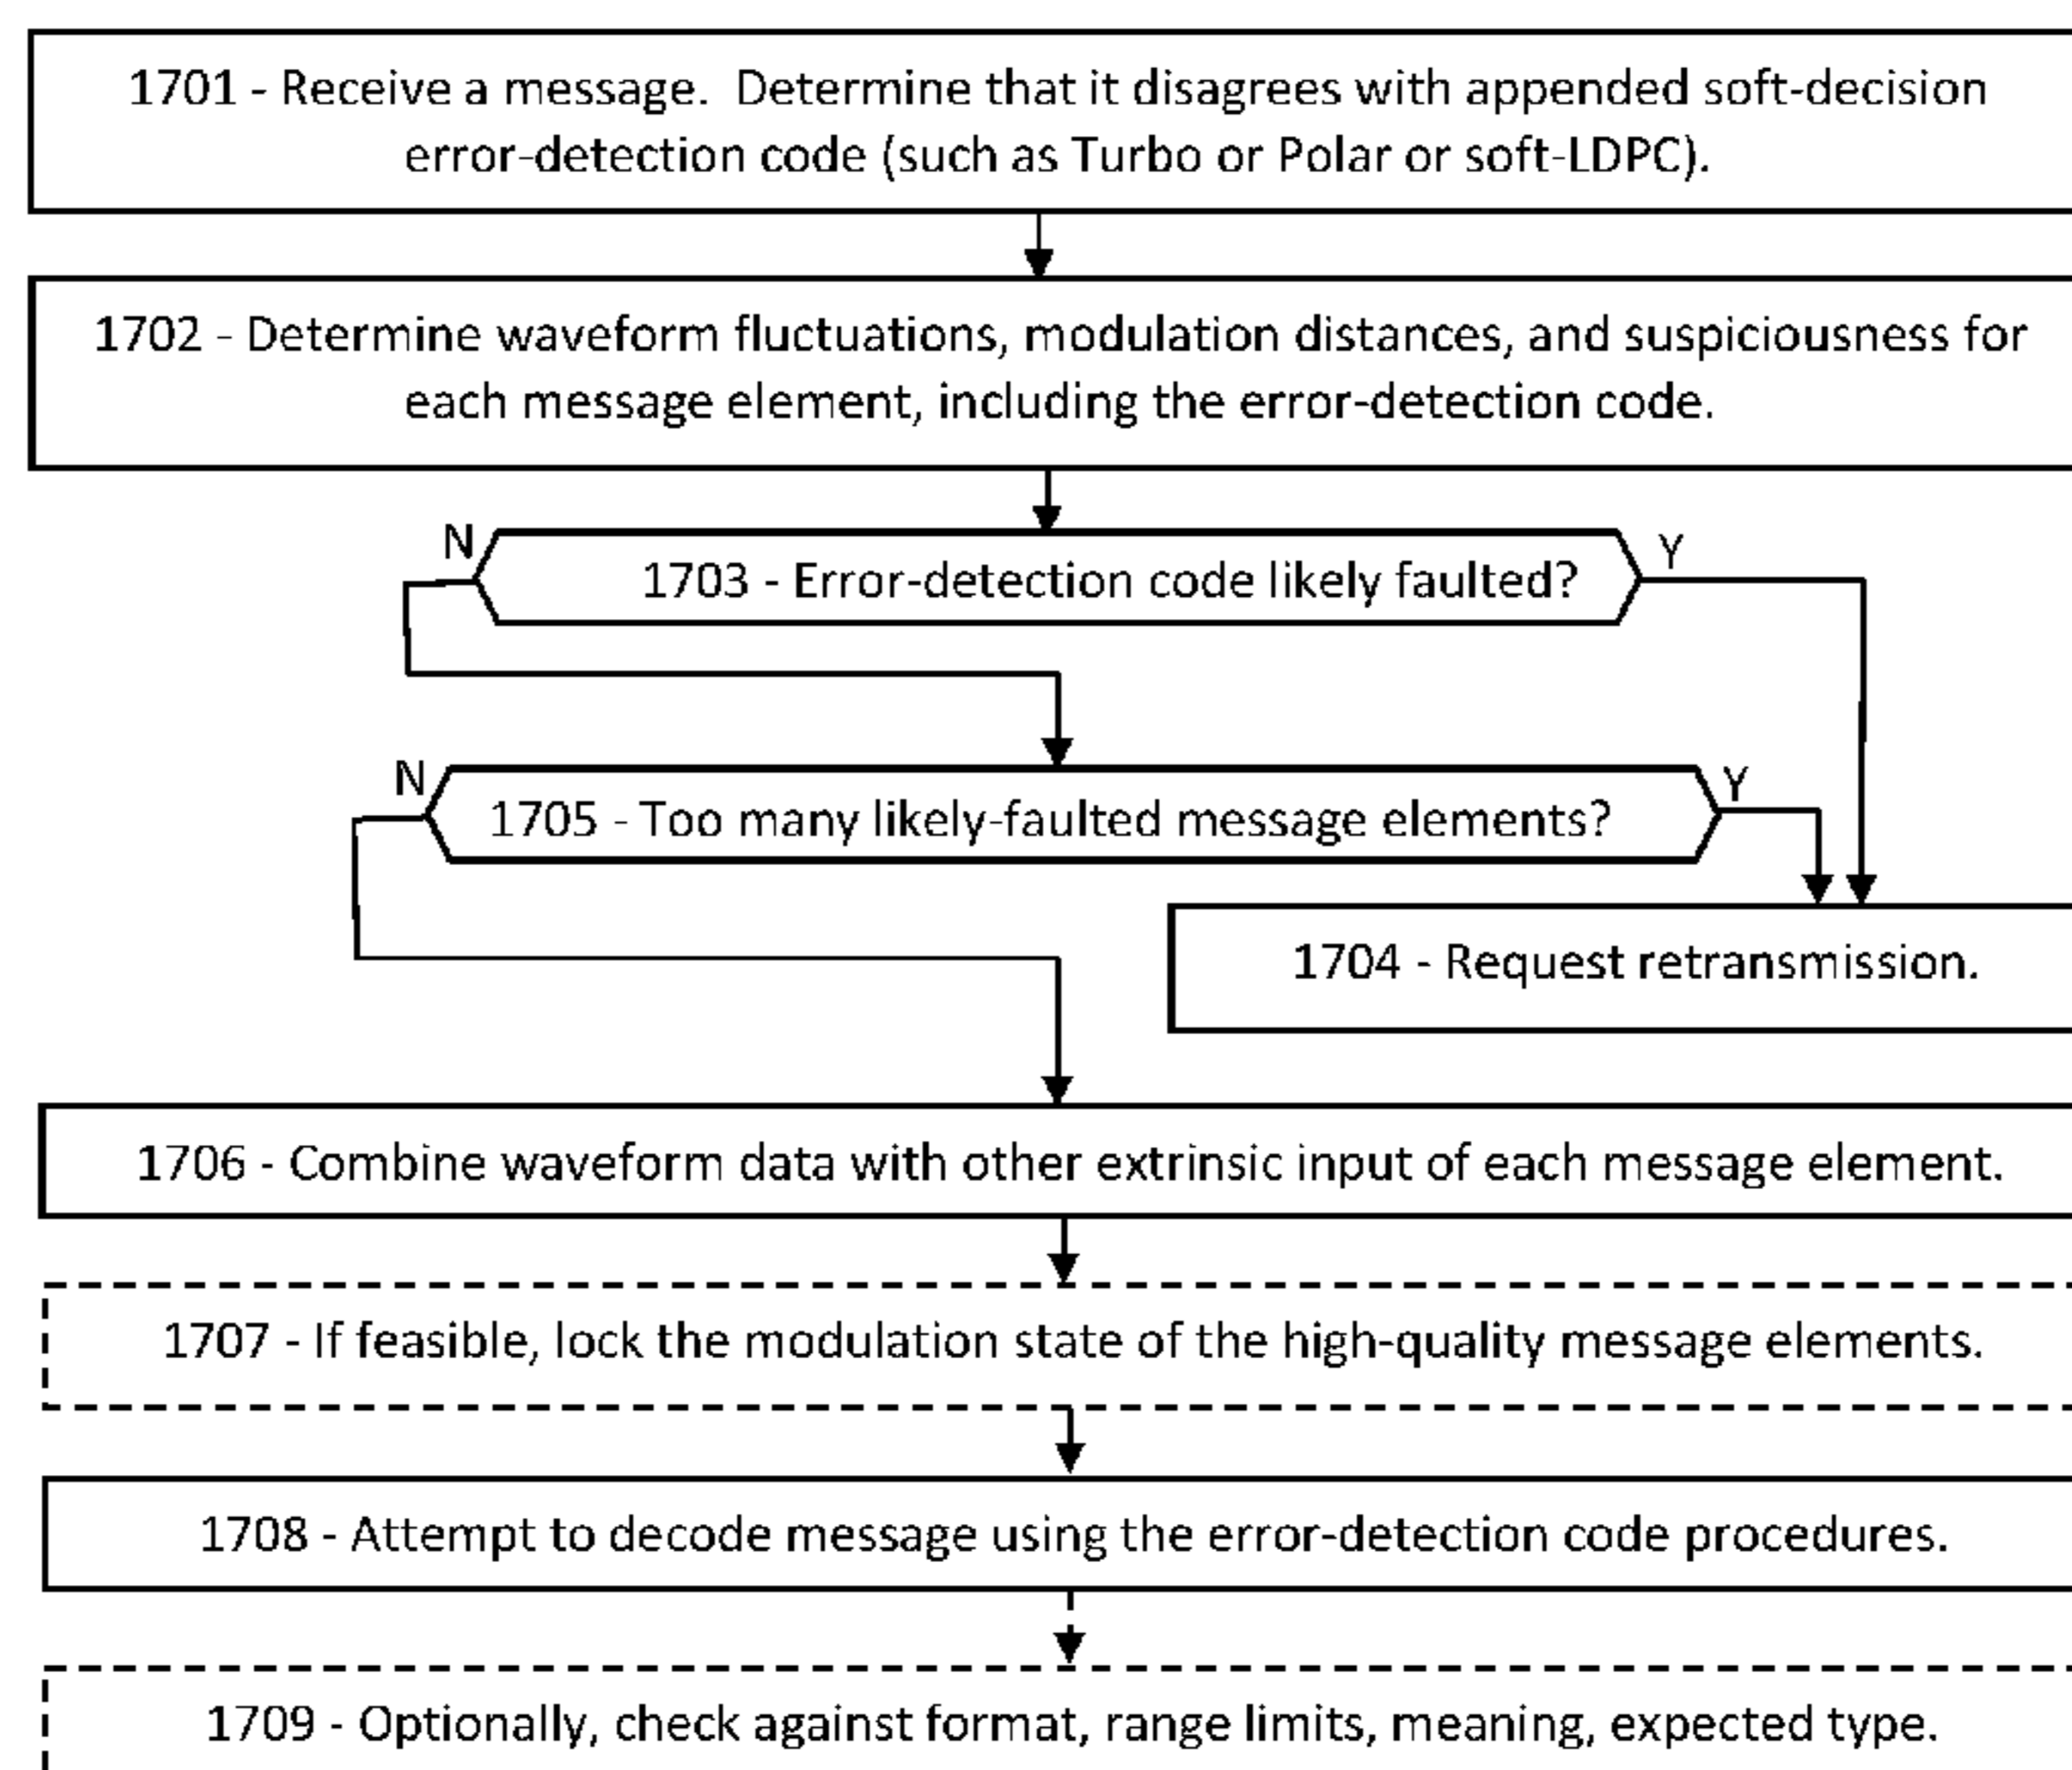 1701 - Receive a message.  Determine that it disagrees with appended soft-decision
error-detection code (such as Turbo or Polar or soft-LDPC).
1702 - Determine waveform fluctuations, modulation distances, and suspiciousness for
each message element, including the error-detection code.
N
Y
1703 - Error-detection code likely faulted?
N
Y
1705 - Too many likely-faulted message elements?
1704 - Request retransmission.
1706 - Combine waveform data with other extrinsic input of each message element.
1707 - If feasible, lock the modulation state of the high-quality message elements.
1708 - Attempt to decode message using the error-detection code procedures.
1709 - Optionally, check against format, range limits, meaning, expected type.